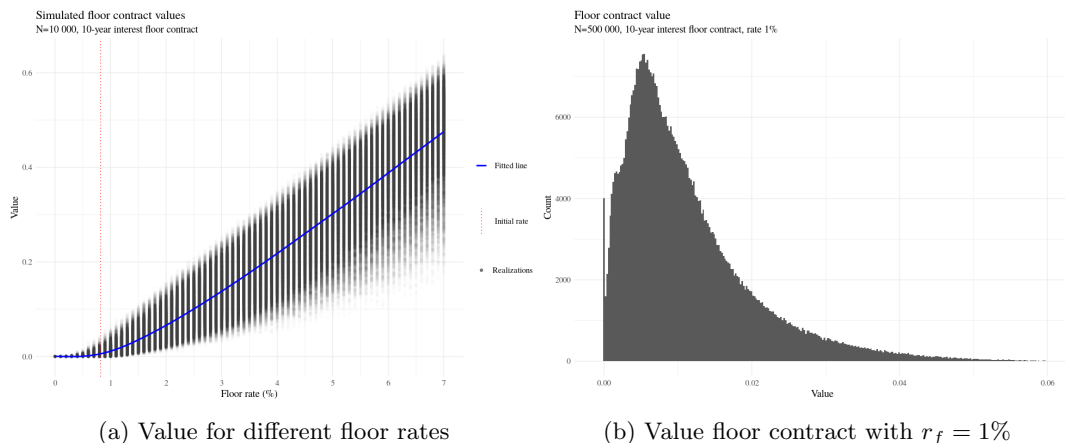 Simulated floor contract values
N=10 000, 10-year interest floor contract
Value
0.6
0.4
0.2
0.0
0 1 2 3 4 5 6 7
Floor rate (%)
Fitted line
Initial rate
Realizations
(a) Value for different floor rates
Floor contract value
N=500 000, 10-year interest floor contract, rate 1%
Count
6000
4000
2000
0
0.00 0.02 0.04 0.06
Value
(b) Value floor contract with r_f = 1%